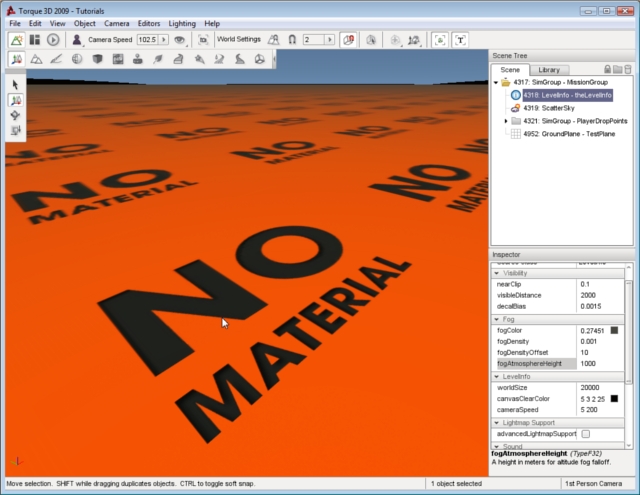 Torque 3D 2009 - Tutorials
File Edit View Object Camera Editors Lighting Help
Camera Speed 102.5 World Settings 2
Scene Tree
Scene Library
4317: SimGroup - MissionGroup
4318: LevelInfo - theLevelInfo
4319: ScatterSky
4321: SimGroup - PlayerDropPoints
4952: GroundPlane - TestPlane
NO
MATERIAL
NO
MATERIAL
NO
MATERIAL
NO
MATERIAL
Inspector
Visibility
nearClip 0.1
visibleDistance 2000
decalBias 0.0015
Fog
fogColor 0.27451
fogDensity 0.001
fogDensityOffset 10
fogAtmosphereHeight 1000
LevelInfo
worldSize 20000
canvasClearColor 5 3 2 25
cameraSpeed 5 200
Lightmap Support
advancedLightmapSupport
Sound
fogAtmosphereHeight (TypeF32)
A height in meters for altitude fog falloff.
Move selection. SHIFT while dragging duplicates objects. CTRL to toggle soft snap.
1 object selected
1st Person Camera